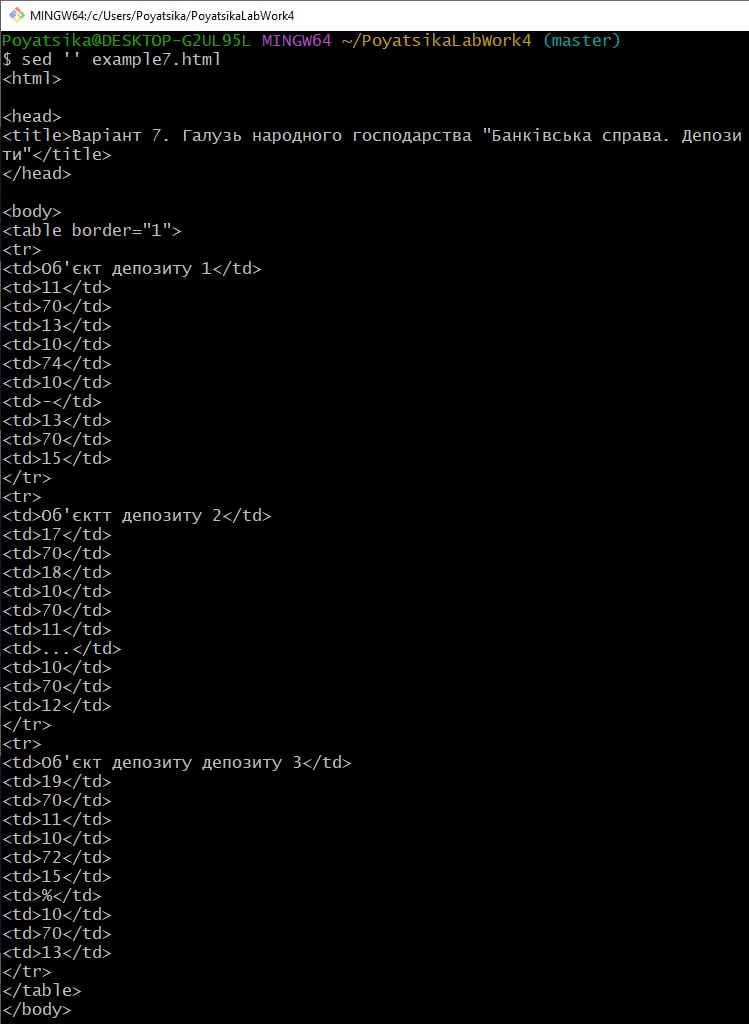 MINGW64:/c/Users/Poyatsika/PoyatsikaLabWork4
Poyatsika@DESKTOP-G2UL95L MINGW64 ~/PoyatsikaLabWork4 (master)
$ sed '' example7.html
<html>
<head>
<title>Варіант 7. Галузь народного господарства "Банківська справа. Депози
ти"</title>
</head>
<body>
<table border="1">
<tr>
<td>Об'єкт депозиту 1</td>
<td>11</td>
<td>70</td>
<td>13</td>
<td>10</td>
<td>74</td>
<td>10</td>
<td>-</td>
<td>13</td>
<td>70</td>
<td>15</td>
</tr>
<tr>
<td>Об'єктт депозиту 2</td>
<td>17</td>
<td>70</td>
<td>18</td>
<td>10</td>
<td>70</td>
<td>11</td>
<td>...</td>
<td>10</td>
<td>70</td>
<td>12</td>
</tr>
<tr>
<td>Об'єкт депозиту депозиту 3</td>
<td>19</td>
<td>70</td>
<td>11</td>
<td>10</td>
<td>72</td>
<td>15</td>
<td>%</td>
<td>10</td>
<td>70</td>
<td>13</td>
</tr>
</table>
</body>